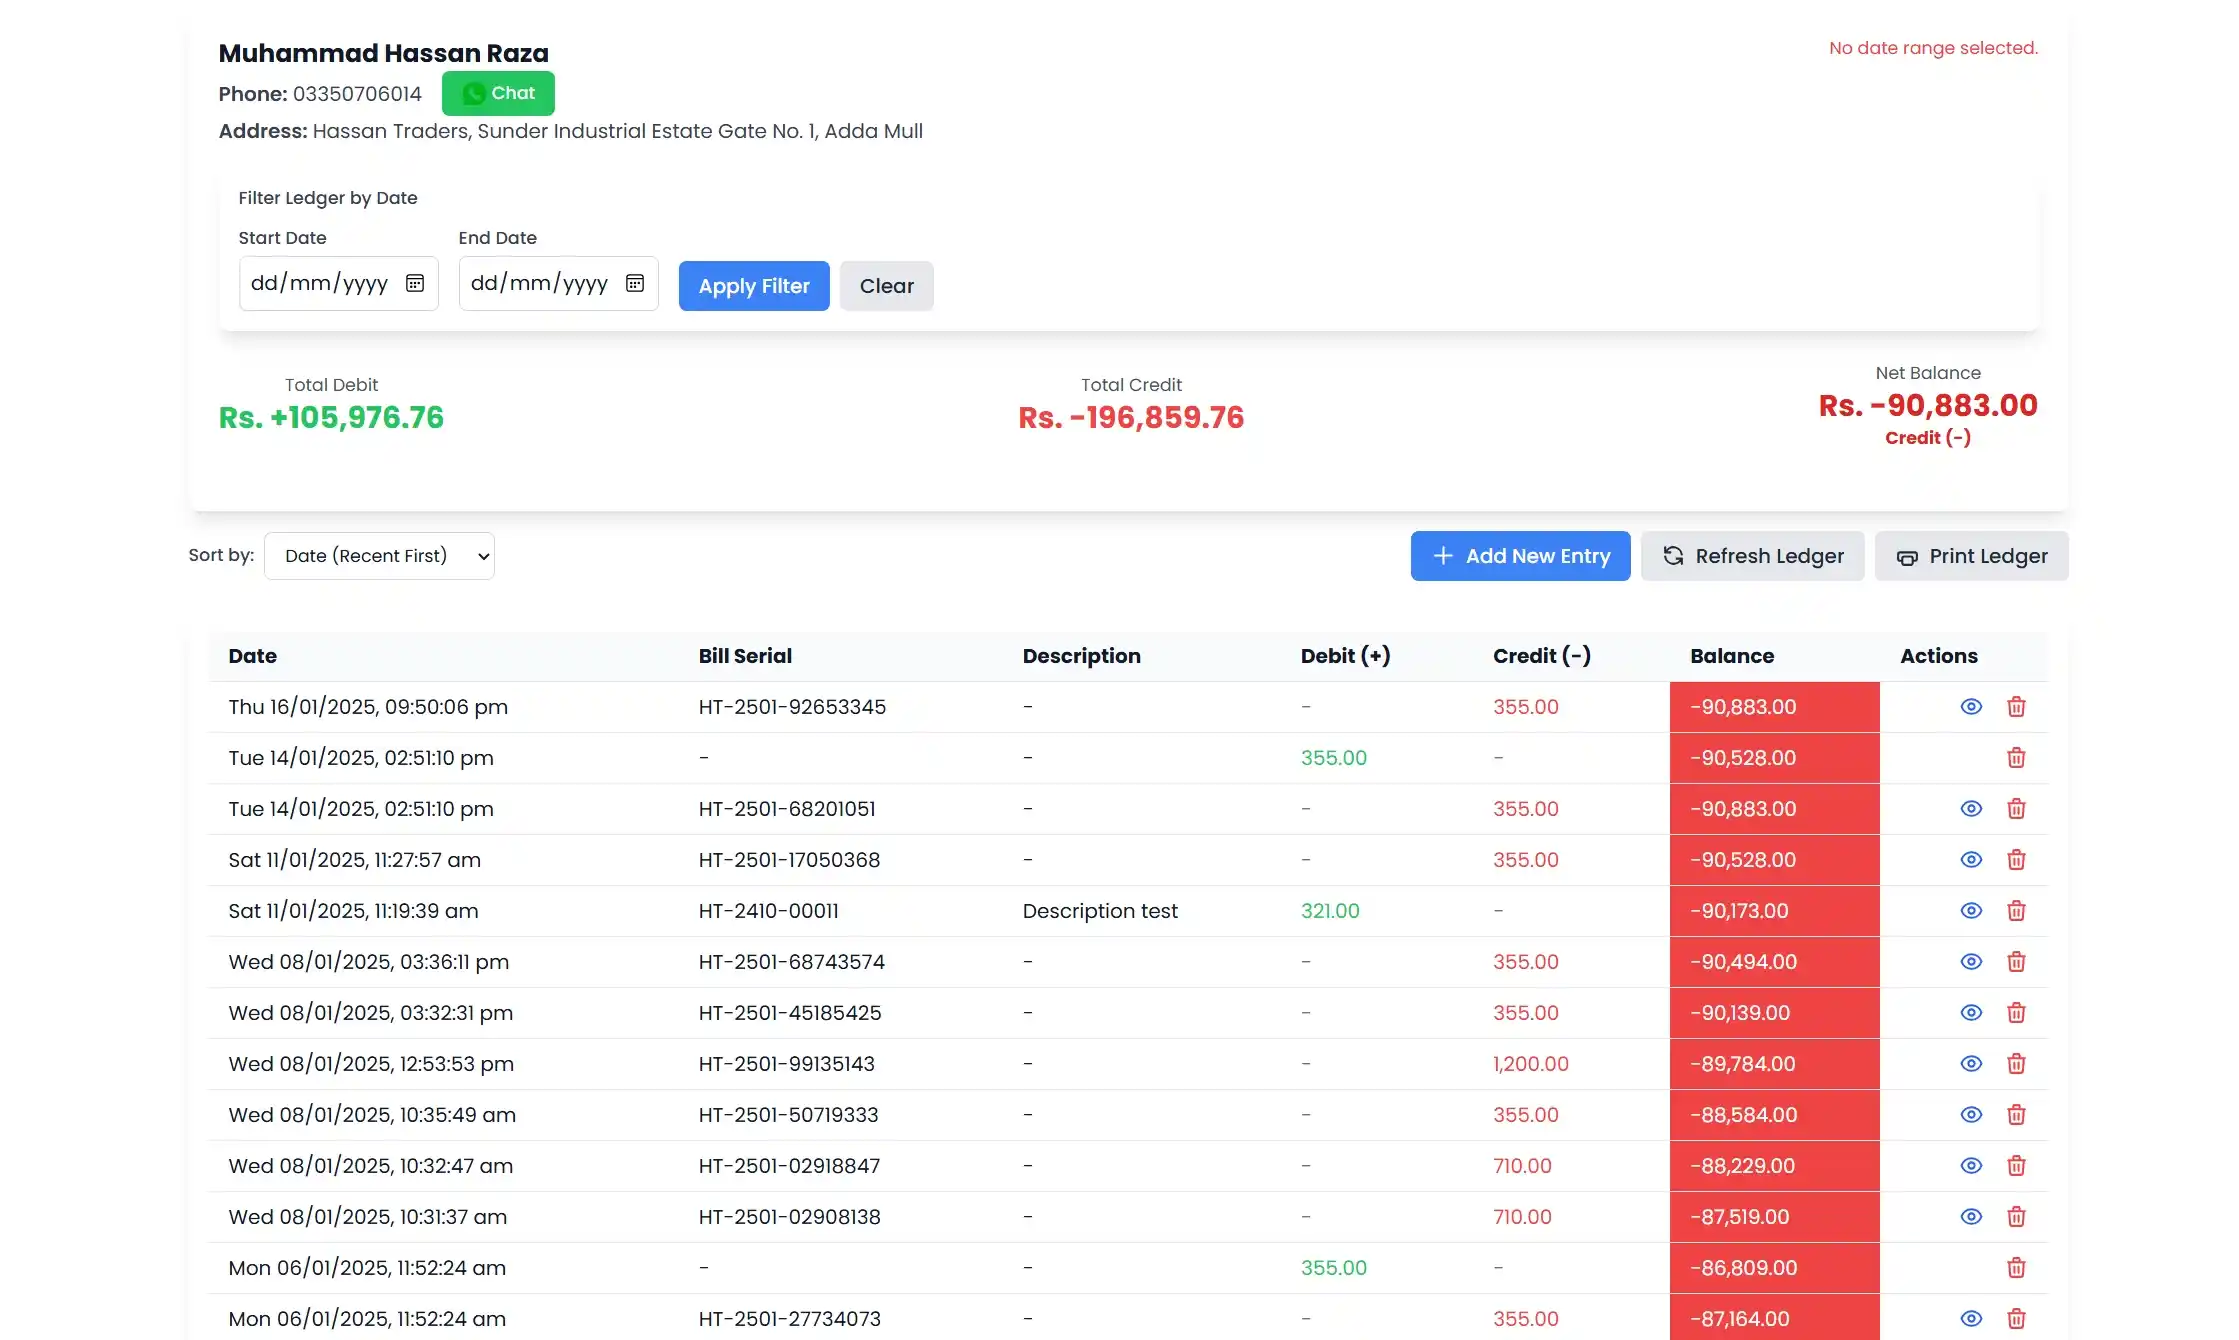 Muhammad Hassan Raza
No date range selected.
Phone: 03350706014 Chat
Address: Hassan Traders, Sunder Industrial Estate Gate No. 1, Adda Mull
Filter Ledger by Date
Start Date End Date
dd/mm/yyyy dd/mm/yyyy Apply Filter Clear
Total Debit Total Credit Net Balance
Rs. +105,976.76 Rs. -196,859.76 Rs. -90,883.00
Credit (-)
Sort by: Date (Recent First) Add New Entry Refresh Ledger Print Ledger
Date Bill Serial Description Debit (+) Credit (-) Balance Actions
Thu 16/01/2025, 09:50:06 pm HT-2501-92653345 - - 355.00 -90,883.00
Tue 14/01/2025, 02:51:10 pm - - 355.00 - -90,528.00
Tue 14/01/2025, 02:51:10 pm HT-2501-68201051 - - 355.00 -90,883.00
Sat 11/01/2025, 11:27:57 am HT-2501-17050368 - - 355.00 -90,528.00
Sat 11/01/2025, 11:19:39 am HT-2410-00011 Description test 321.00 - -90,173.00
Wed 08/01/2025, 03:36:11 pm HT-2501-68743574 - - 355.00 -90,494.00
Wed 08/01/2025, 03:32:31 pm HT-2501-45185425 - - 355.00 -90,139.00
Wed 08/01/2025, 12:53:53 pm HT-2501-99135143 - - 1,200.00 -89,784.00
Wed 08/01/2025, 10:35:49 am HT-2501-50719333 - - 355.00 -88,584.00
Wed 08/01/2025, 10:32:47 am HT-2501-02918847 - - 710.00 -88,229.00
Wed 08/01/2025, 10:31:37 am HT-2501-02908138 - - 710.00 -87,519.00
Mon 06/01/2025, 11:52:24 am - - 355.00 - -86,809.00
Mon 06/01/2025, 11:52:24 am HT-2501-27734073 - - 355.00 -87,164.00